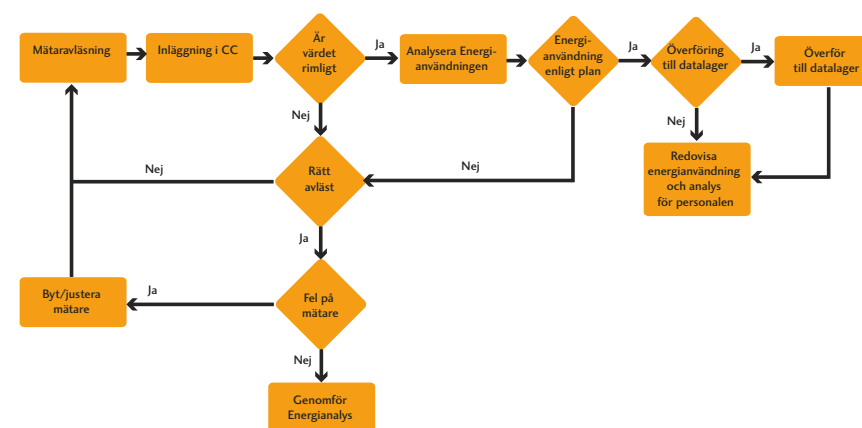 Mätaravläsning
Inläggning i CC
Är
värdet
rimligt
Ja
Analysera Energi-
användningen
Energi-
användning
enligt plan
Ja
Överföring
till datalager
Ja
Överför
till datalager
Nej
Nej
Nej
Nej
Rätt
avläst
Redovisa
energianvändning
och analys
för personalen
Ja
Byt/justera
mätare
Ja
Fel på
mätare
Nej
Genomför
Energianalys